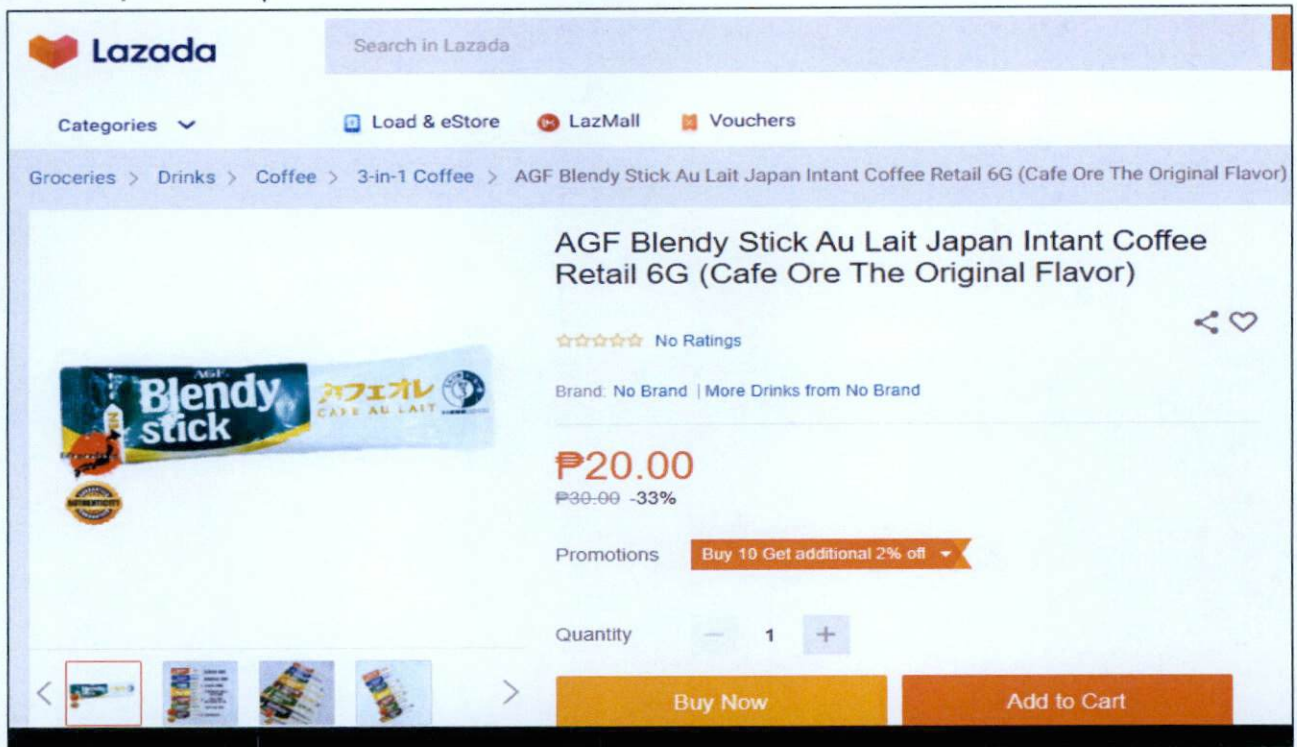 Lazada
Search in Lazada
Categories
Load & eStore
LazMall
Vouchers
Groceries > Drinks > Coffee > 3-in-1 Coffee > AGF Blendy Stick Au Lait Japan Intant Coffee Retail 6G (Cafe Ore The Original Flavor)
AGF Blendy Stick Au Lait Japan Intant Coffee
Retail 6G (Cafe Ore The Original Flavor)
No Ratings
Brand: No Brand | More Drinks from No Brand
AGF
Blendy
stick
カフェオレ
CAFE AU LAIT
₱20.00
₱30.00 -33%
Promotions
Buy 10 Get additional 2% off
Quantity
1
Buy Now
Add to Cart